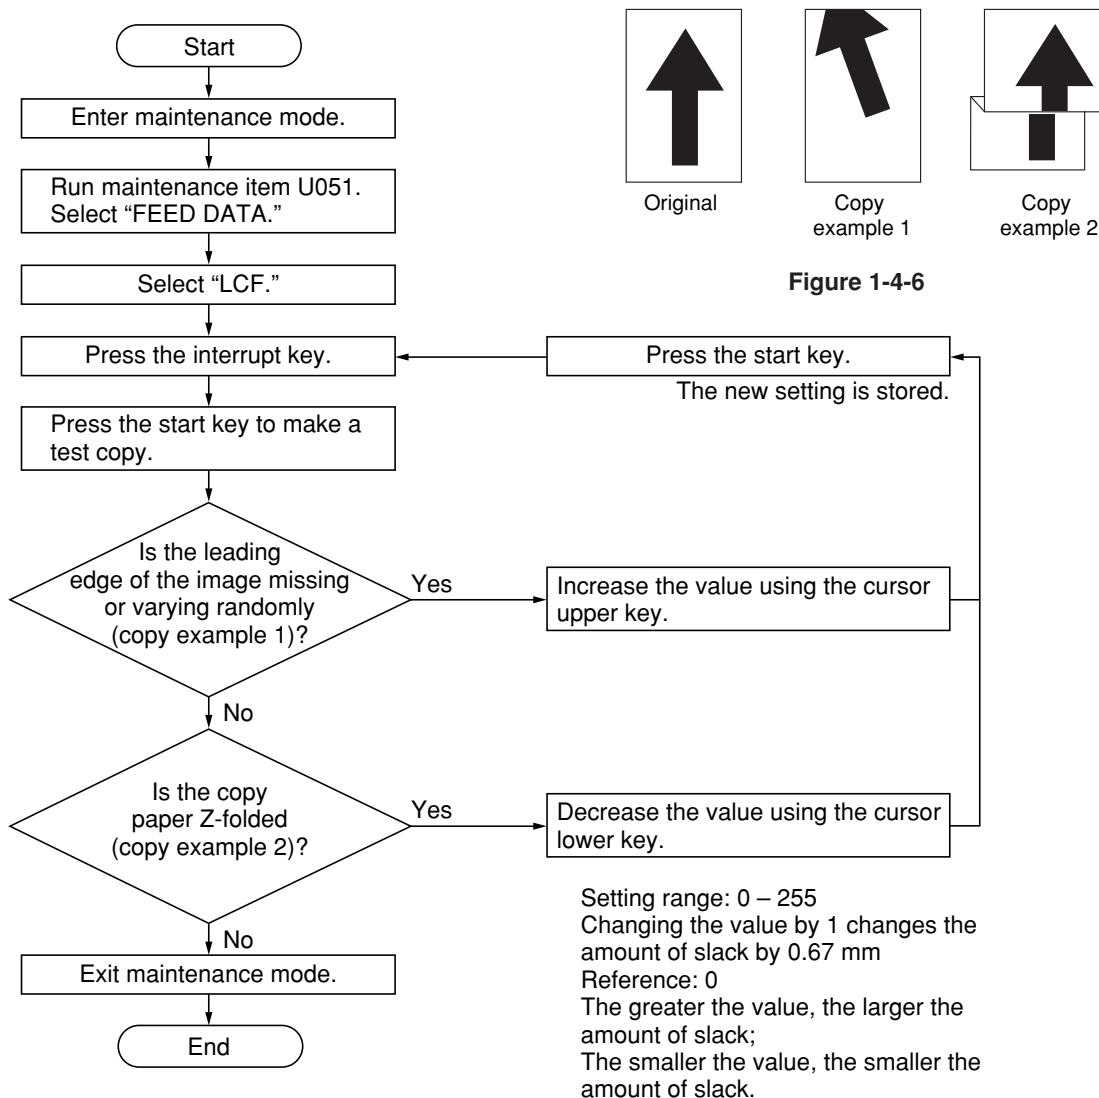 Start
Enter maintenance mode.
Run maintenance item U051.
Select “FEED DATA.”
Select “LCF.”
Press the interrupt key.
Press the start key to make a
test copy.
Is the leading
edge of the image missing
or varying randomly
(copy example 1)?
Yes
Increase the value using the cursor
upper key.
No
Is the copy
paper Z-folded
(copy example 2)?
Yes
Decrease the value using the cursor
lower key.
No
Exit maintenance mode.
End
Press the start key.
The new setting is stored.
Original
Copy
example 1
Copy
example 2
Figure 1-4-6
Setting range: 0 – 255
Changing the value by 1 changes the
amount of slack by 0.67 mm
Reference: 0
The greater the value, the larger the
amount of slack;
The smaller the value, the smaller the
amount of slack.